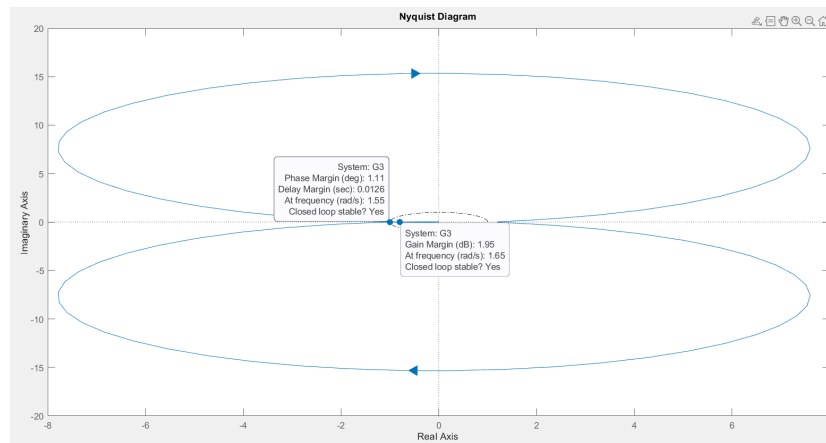 Nyquist Diagram
20
15
10
5
0
-5
-10
-15
-20
Imaginary Axis
System: G3
Phase Margin (deg): 1.11
Delay Margin (sec): 0.0126
At frequency (rad/s): 1.55
Closed loop stable? Yes
System: G3
Gain Margin (dB): 1.95
At frequency (rad/s): 1.65
Closed loop stable? Yes
-8
-6
-4
-2
0
2
4
6
Real Axis